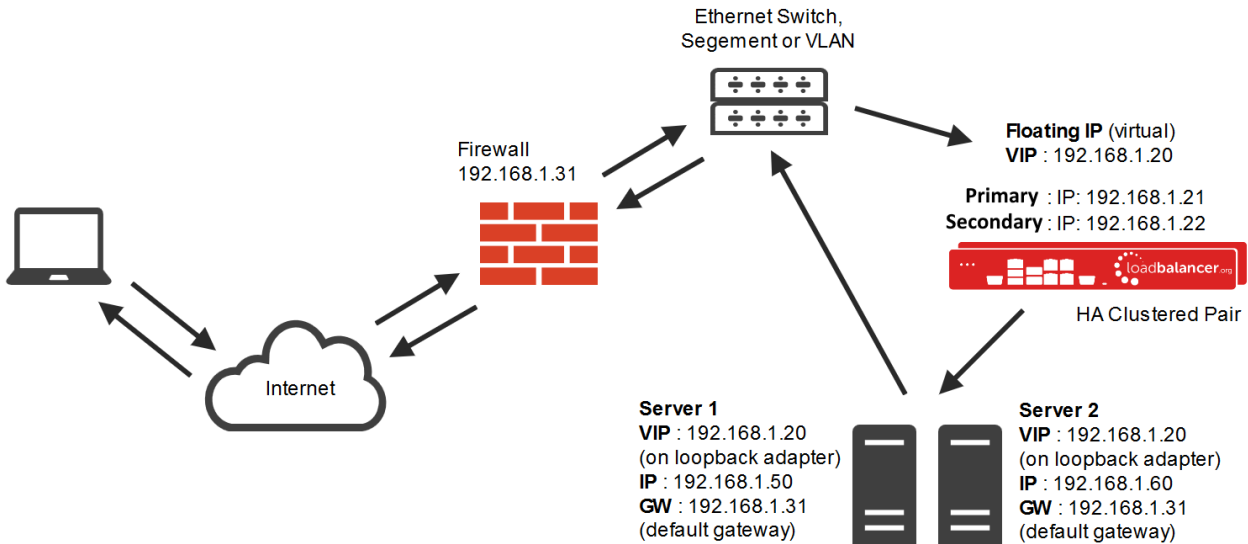 Ethernet Switch,
Segement or VLAN
Firewall
192.168.1.31
Floating IP (virtual)
VIP : 192.168.1.20
Primary : IP: 192.168.1.21
Secondary : IP: 192.168.1.22
loadbalancer.org
HA Clustered Pair
Internet
Server 1
VIP : 192.168.1.20
(on loopback adapter)
IP : 192.168.1.50
GW : 192.168.1.31
(default gateway)
Server 2
VIP : 192.168.1.20
(on loopback adapter)
IP : 192.168.1.60
GW : 192.168.1.31
(default gateway)